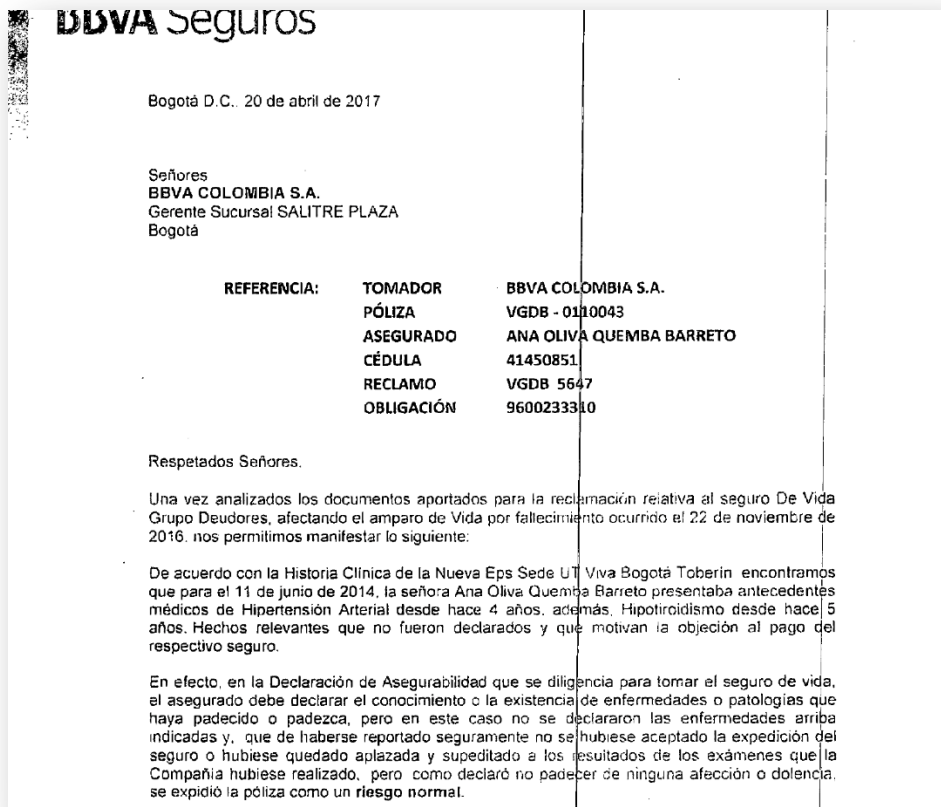 BBVA Seguros
Bogotá D.C., 20 de abril de 2017
Señores
BBVA COLOMBIA S.A.
Gerente Sucursal SALITRE PLAZA
Bogotá
REFERENCIA: TOMADOR BBVA COLOMBIA S.A.
PÓLIZA VGDB - 0110043
ASEGURADO ANA OLIVA QUEMBA BARRETO
CÉDULA 41450851
RECLAMO VGDB 5647
OBLIGACIÓN 9600233310
Respetados Señores.
Una vez analizados los documentos aportados para la reclamación relativa al seguro De Vida
Grupo Deudores, afectando el amparo de Vida por fallecimiento ocurrido el 22 de noviembre de
2016, nos permitimos manifestar lo siguiente:
De acuerdo con la Historia Clínica de la Nueva Eps Sede UT Viva Bogotá Toberin encontramos
que para el 11 de junio de 2014, la señora Ana Oliva Quemba Barreto presentaba antecedentes
médicos de Hipertensión Arterial desde hace 4 años, además, Hipotiroidismo desde hace 5
años. Hechos relevantes que no fueron declarados y que motivan la objeción al pago del
respectivo seguro.
En efecto, en la Declaración de Asegurabilidad que se diligencia para tomar el seguro de vida,
el asegurado debe declarar el conocimiento o la existencia de enfermedades o patologías que
haya padecido o padezca, pero en este caso no se declararon las enfermedades arriba
indicadas y, que de haberse reportado seguramente no se hubiese aceptado la expedición del
seguro o hubiese quedado aplazada y supeditado a los resultados de los exámenes que la
Compañía hubiese realizado, pero como declaró no padecer de ninguna afección o dolencia,
se expidió la póliza como un riesgo normal.